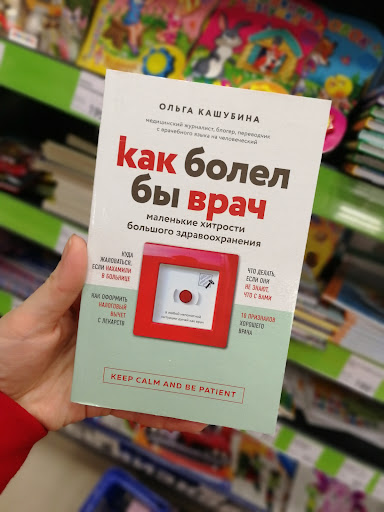 ОЛЬГА КАШУБИНА
медицинский журналист, блогер, переводчик
с врачебного языка на человеческий
как болел
бы врач
маленькие хитрости
большого здравоохранения
КУДА
ЖАЛОВАТЬСЯ,
ЕСЛИ НАХАМИЛИ
В БОЛЬНИЦЕ
КАК ОФОРМИТЬ
НАЛОГОВЫЙ
ВЫЧЕТ
С ЛЕКАРСТВ
ЧТО ДЕЛАТЬ,
ЕСЛИ ОНИ
НЕ ЗНАЮТ,
ЧТО С ВАМИ
15 ПРИЗНАКОВ
ХОРОШЕГО
ВРАЧА
KEEP CALM AND BE PATIENT